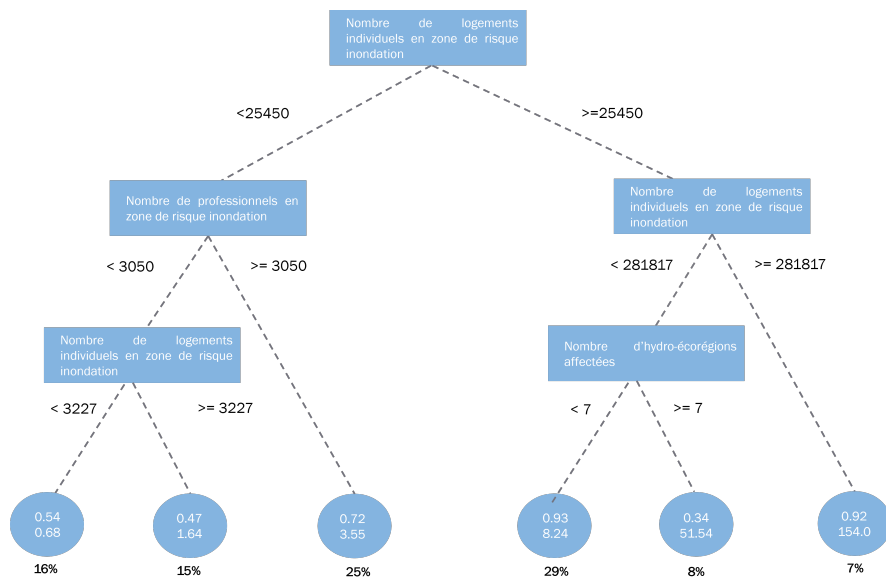 Nombre de logements
individuels en zone de risque
inondation
<25450
>=25450
Nombre de professionnels en
zone de risque inondation
Nombre de logements
individuels en zone de risque
inondation
< 3050
>= 3050
< 281817
>= 281817
Nombre de logements
individuels en zone de risque
inondation
Nombre d'hydro-écorégions
affectées
< 3227
>= 3227
< 7
>= 7
0.54
0.68
0.47
1.64
0.72
3.55
0.93
8.24
0.34
51.54
0.92
154.0
16%
15%
25%
29%
8%
7%